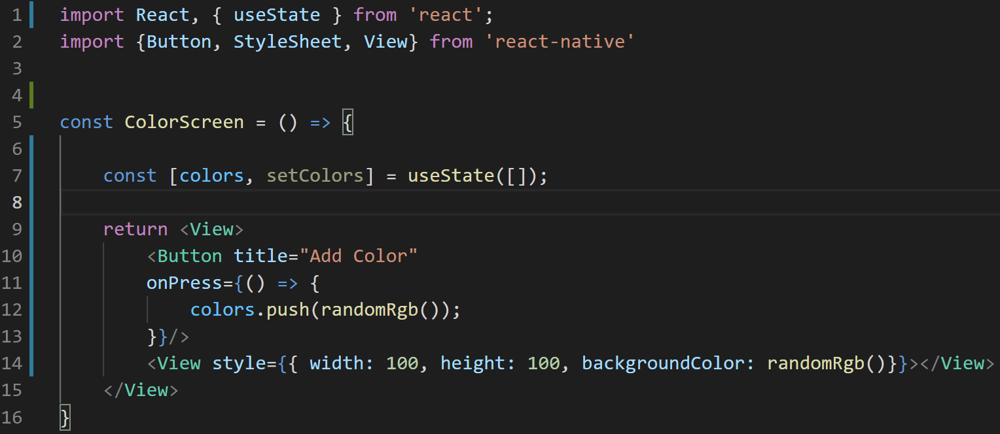 1 import React, { useState } from 'react';
2 import {Button, StyleSheet, View} from 'react-native'
3
4
5 const ColorScreen = () => {
6
7     const [colors, setColors] = useState([]);
8
9     return <View>
10         <Button title="Add Color"
11         onPress={() => {
12             colors.push(randomRgb());
13         }}/>
14         <View style={{ width: 100, height: 100, backgroundColor: randomRgb()}}></View>
15     </View>
16 }